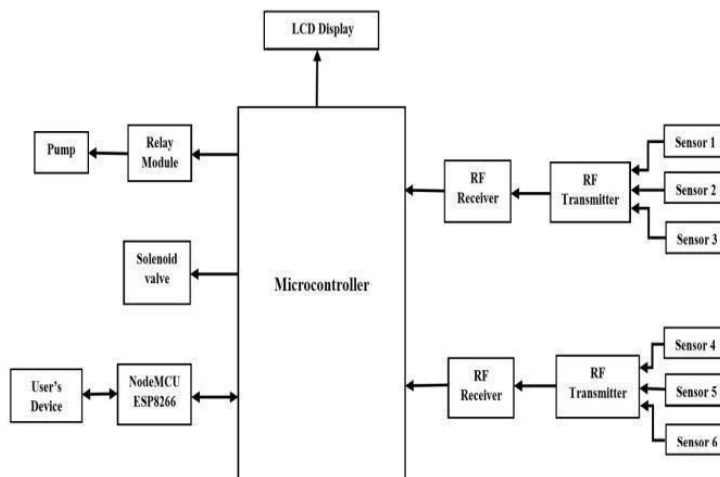 LCD Display
Pump
Relay
Module
Solenoid
valve
User's
Device
NodeMCU
ESP8266
Microcontroller
RF
Receiver
RF
Transmitter
Sensor 1
Sensor 2
Sensor 3
RF
Receiver
RF
Transmitter
Sensor 4
Sensor 5
Sensor 6